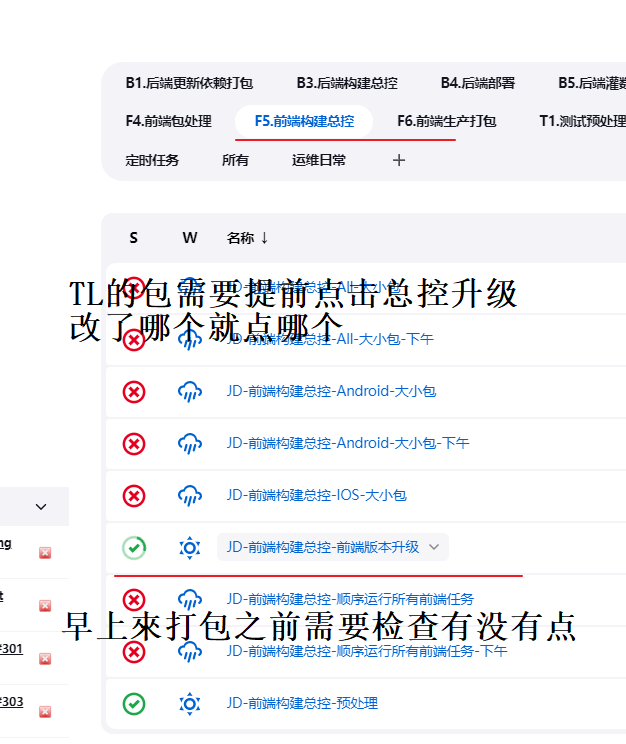 B1.后端更新依赖打包 B3.后端构建总控 B4.后端部署 B5.后端灌数
F4.前端包处理 F5.前端构建总控 F6.前端生产打包 T1.测试预处理
定时任务 所有 运维日常 +
S W 名称 ↓
JD-前端构建总控-All-大小包
TL的包需要提前点击总控升级
改了哪个就点哪个
JD-前端构建总控-All-大小包-下午
JD-前端构建总控-Android-大小包
JD-前端构建总控-Android-大小包-下午
JD-前端构建总控-IOS-大小包
ng
JD-前端构建总控-前端版本升级
t
JD-前端构建总控-顺序运行所有前端任务
早上來打包之前需要检查有没有点
#301
JD-前端构建总控-顺序运行所有前端任务-下午
#303
JD-前端构建总控-预处理